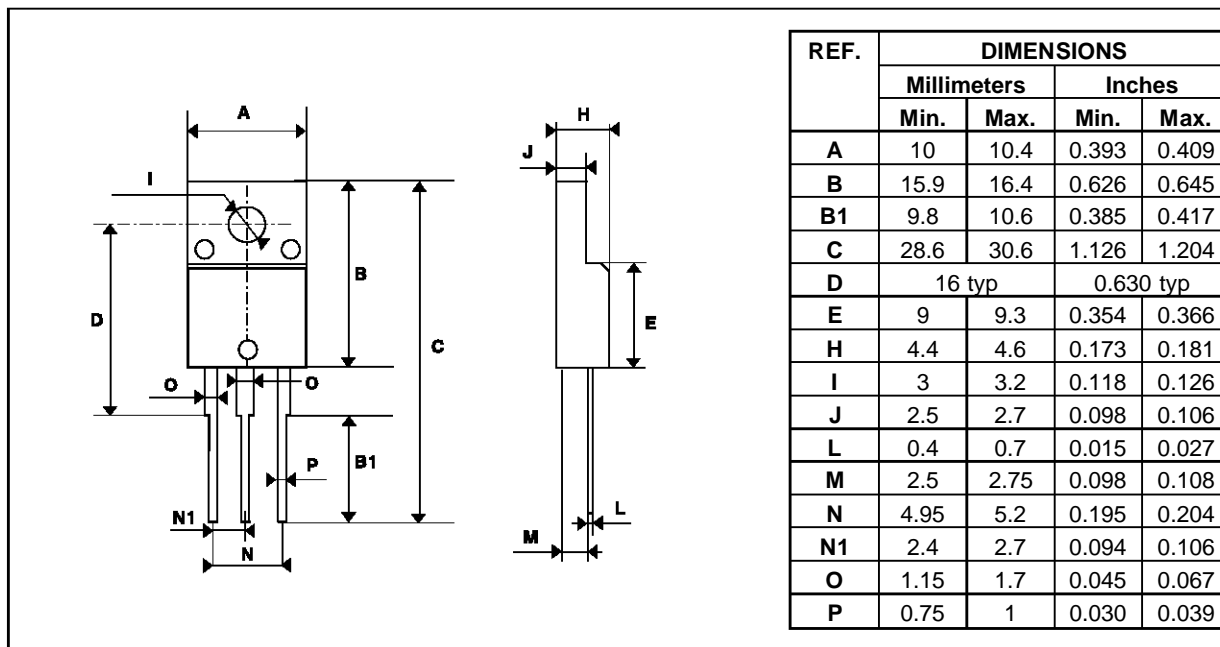 A
I
D
B
C
O
O
B1
P
N1
N
H
J
E
L
M
REF. DIMENSIONS
Millimeters Inches
Min. Max. Min. Max.
A 10 10.4 0.393 0.409
B 15.9 16.4 0.626 0.645
B1 9.8 10.6 0.385 0.417
C 28.6 30.6 1.126 1.204
D 16 typ 0.630 typ
E 9 9.3 0.354 0.366
H 4.4 4.6 0.173 0.181
I 3 3.2 0.118 0.126
J 2.5 2.7 0.098 0.106
L 0.4 0.7 0.015 0.027
M 2.5 2.75 0.098 0.108
N 4.95 5.2 0.195 0.204
N1 2.4 2.7 0.094 0.106
O 1.15 1.7 0.045 0.067
P 0.75 1 0.030 0.039